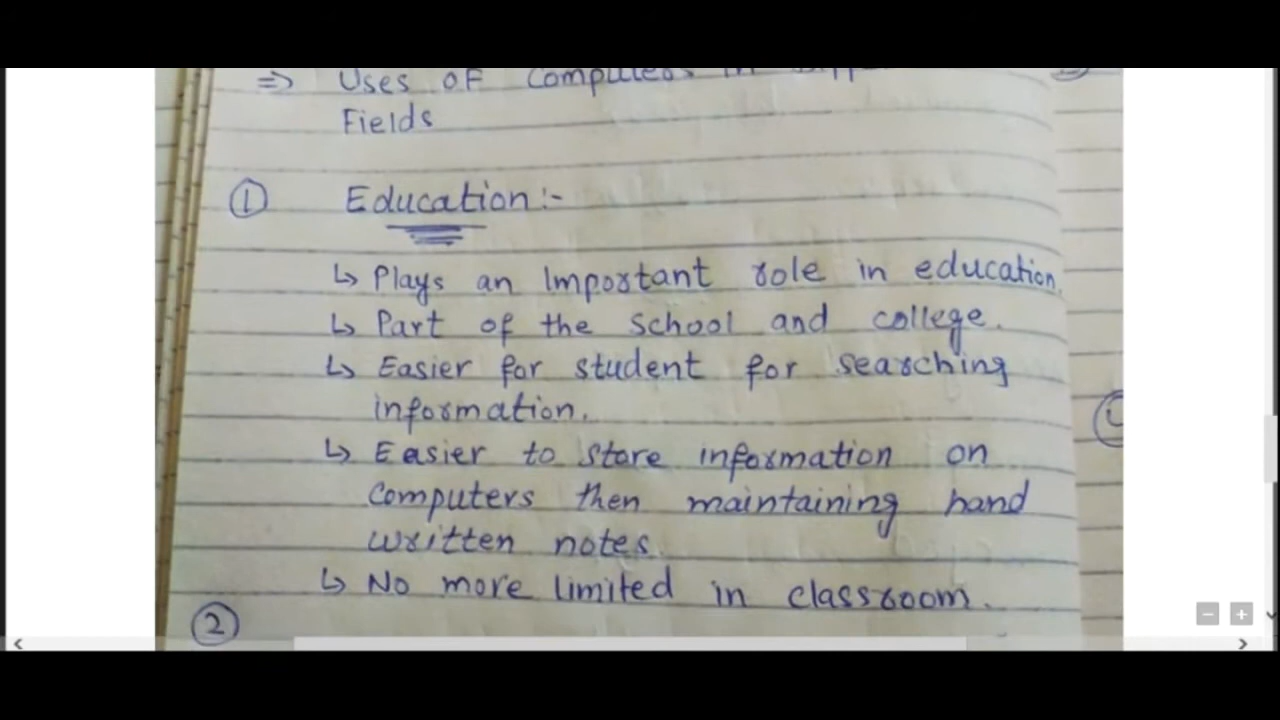 ⇒ Uses of Computers in
Fields
① Education :-
↳ Plays an Important role in education.
↳ Part of the school and college.
↳ Easier for student for searching
information.
↳ Easier to store information on
computers then maintaining hand
written notes.
↳ No more limited in classroom.
②